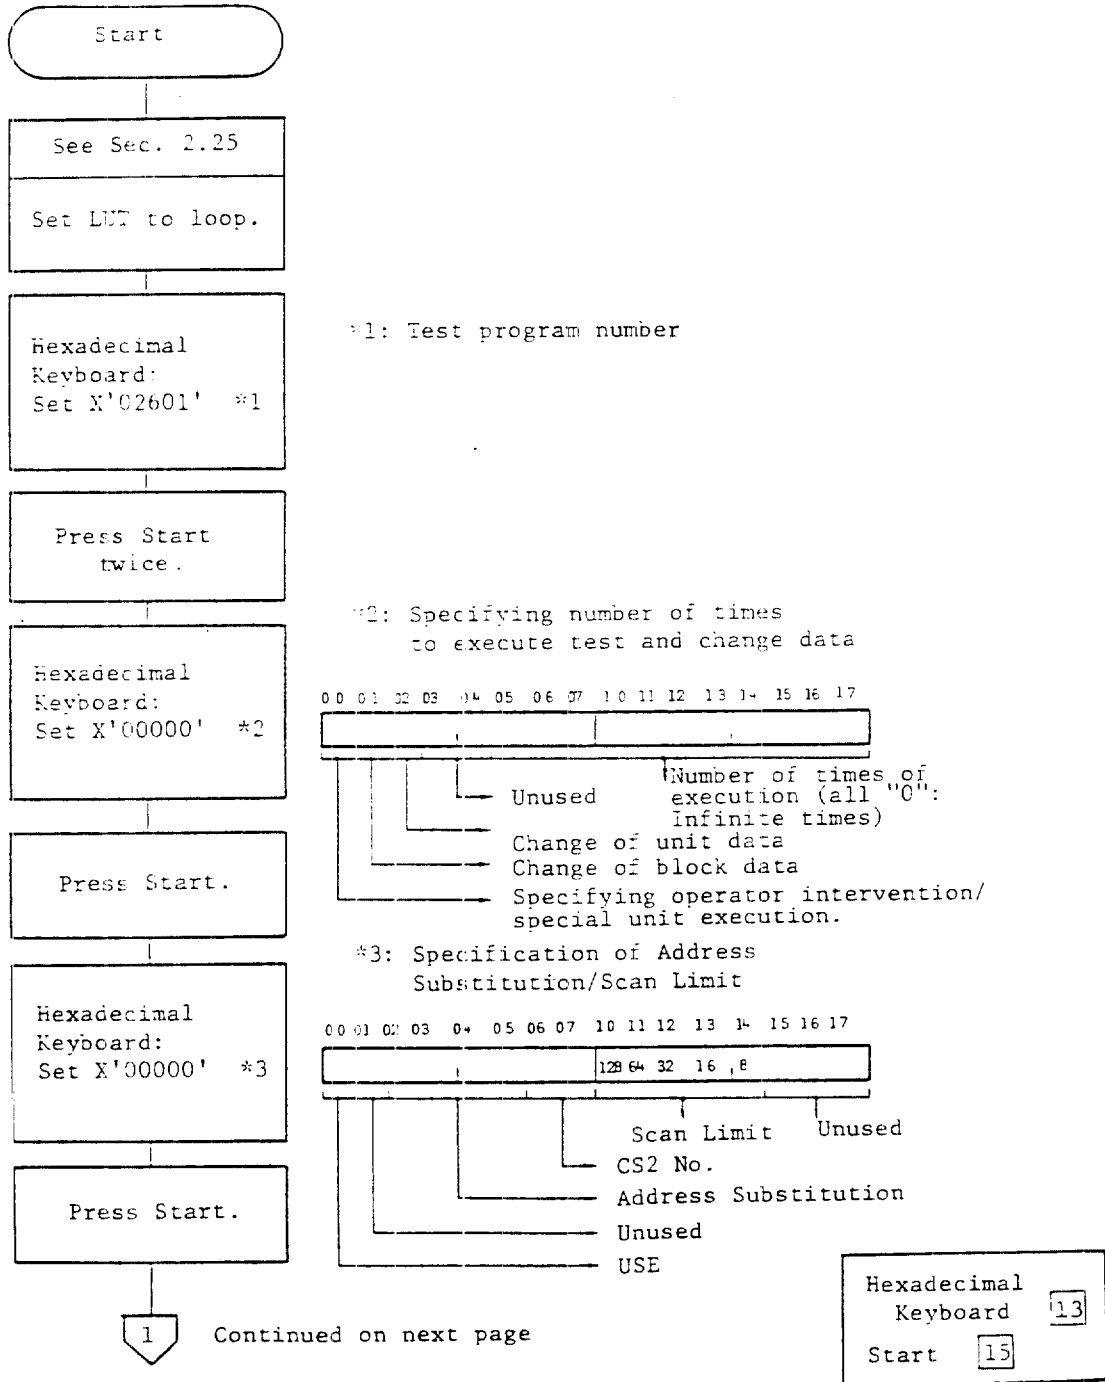 Start
See Sec. 2.25
Set LUT to loop.
Hexadecimal
Keyboard:
Set X'02601' *1
*1: Test program number
Press Start
twice.
*2: Specifying number of times
to execute test and change data
Hexadecimal
Keyboard:
Set X'00000' *2
00 01 02 03 04 05 06 07 10 11 12 13 14 15 16 17
Number of times of
execution (all "0":
Infinite times)
Unused
Change of unit data
Change of block data
Specifying operator intervention/
special unit execution.
Press Start.
*3: Specification of Address
Substitution/Scan Limit
Hexadecimal
Keyboard:
Set X'00000' *3
00 01 02 03 04 05 06 07 10 11 12 13 14 15 16 17
128 64 32 16 8
Scan Limit Unused
CS2 No.
Address Substitution
Unused
USE
Press Start.
1 Continued on next page
Hexadecimal
Keyboard 13
Start 15